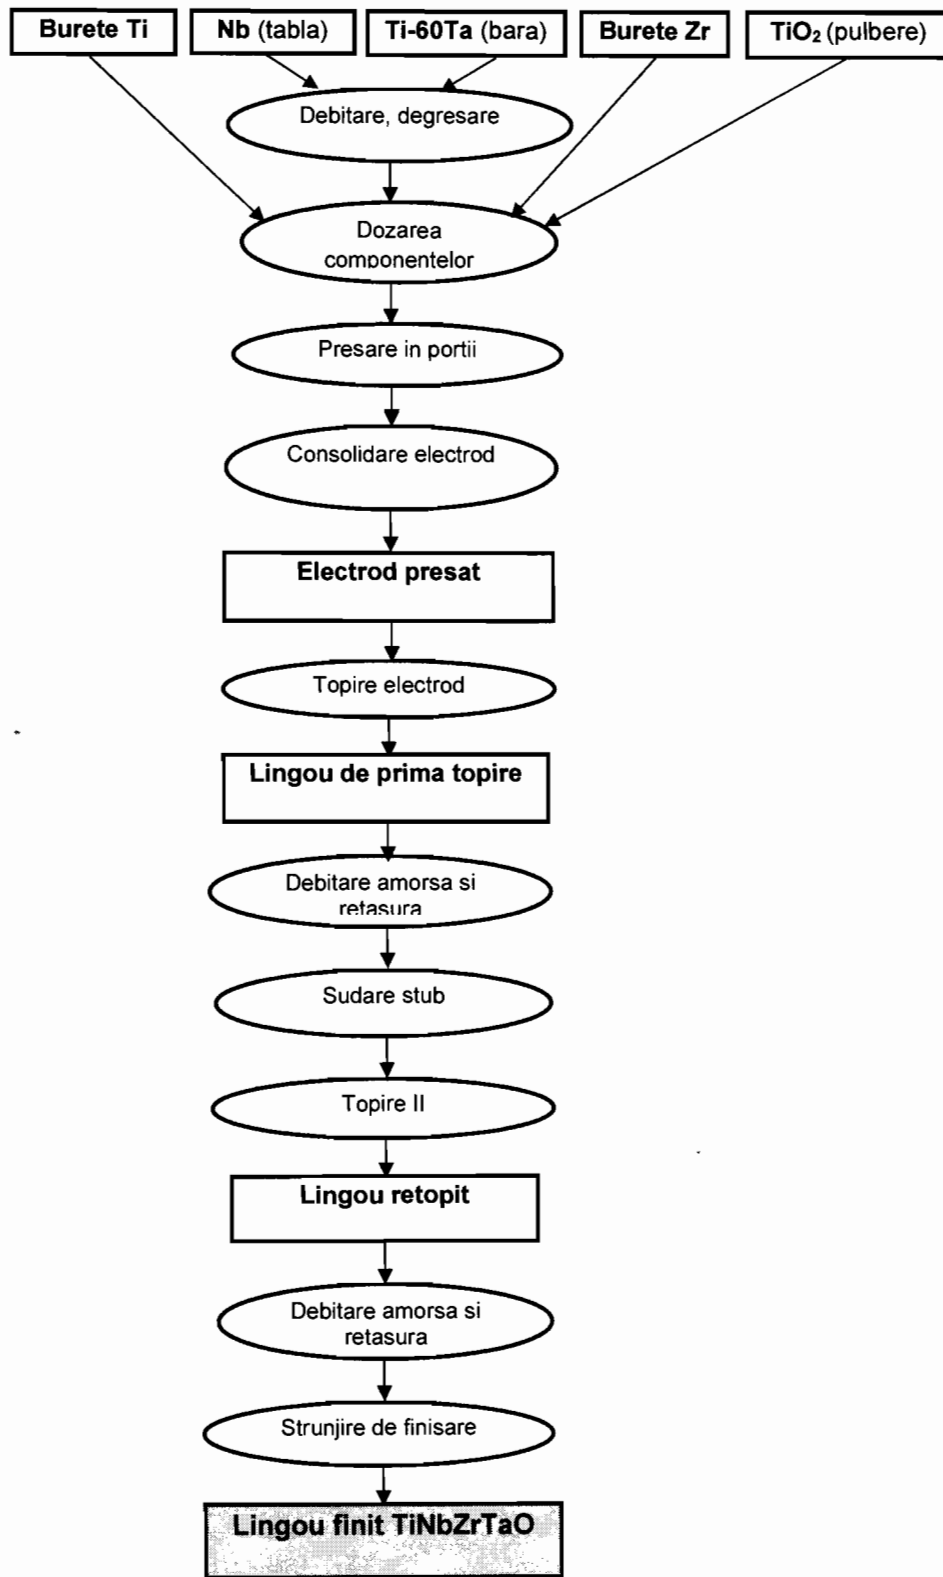 Burete Ti
Nb (tabla)
Ti-60Ta (bara)
Burete Zr
TiO₂ (pulbere)
Debitare, degresare
Dozarea
componentelor
Presare in portii
Consolidare electrod
Electrod presat
Topire electrod
Lingou de prima topire
Debitare amorsa si
retasura
Sudare stub
Topire II
Lingou retopit
Debitare amorsa si
retasura
Strunjire de finisare
Lingou finit TiNbZrTaO